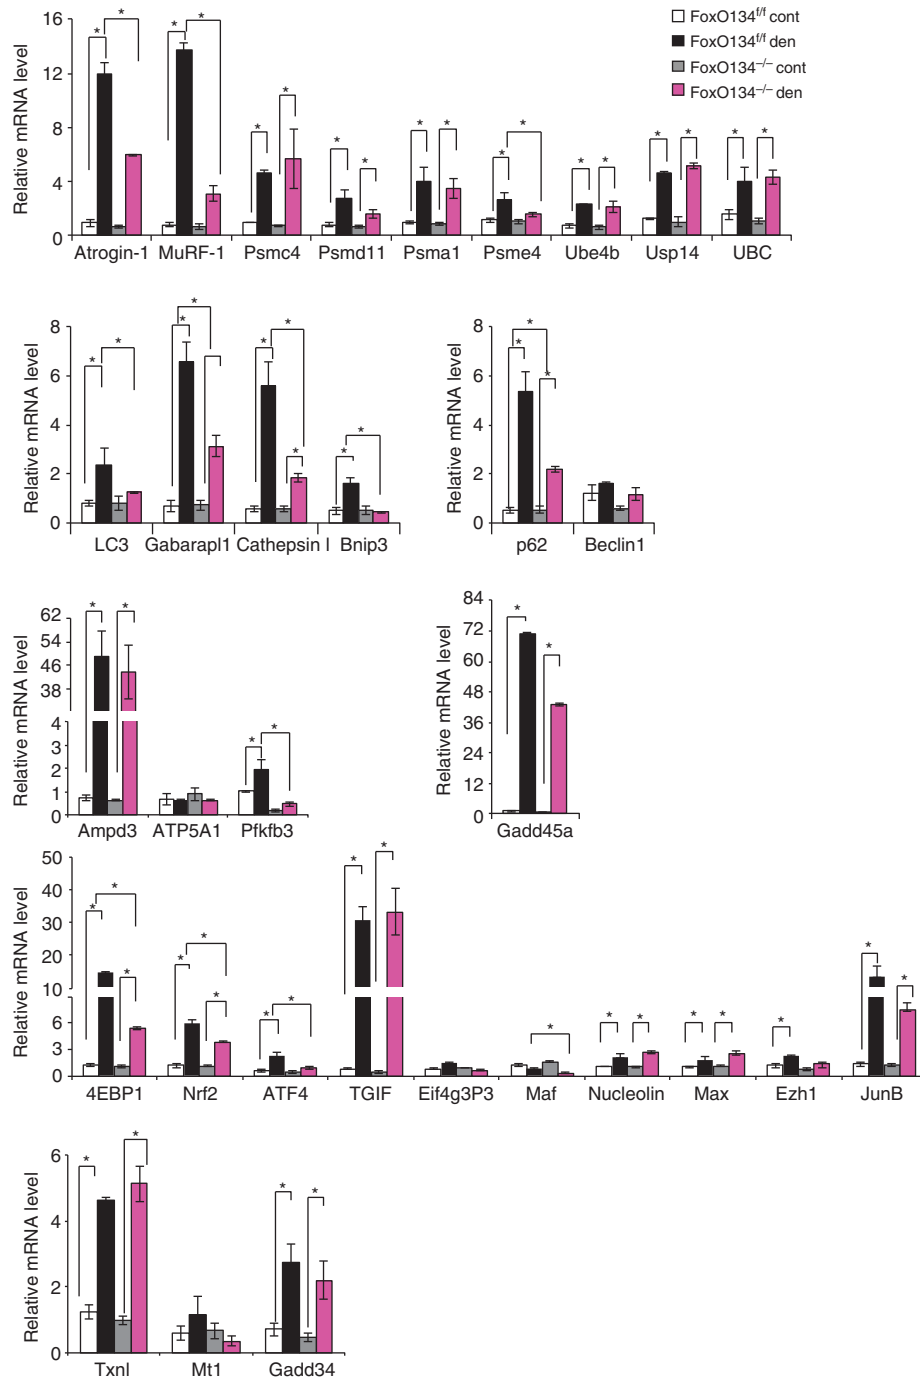 FoxO134f/f cont
FoxO134f/f den
FoxO134−/− cont
FoxO134−/− den
Relative mRNA level
16
12
8
4
0
* * * * * * * * * * * * * * * * * *
Atrogin-1 MuRF-1 Psmc4 Psmd11 Psma1 Psme4 Ube4b Usp14 UBC
Relative mRNA level
8
6
4
2
0
* * * * * * * * *
LC3 Gabarapl1 Cathepsin l Bnip3
Relative mRNA level
8
6
4
2
0
* * *
p62 Beclin1
Relative mRNA level
62
54
46
38
4
3
2
1
0
* * * *
Ampd3 ATP5A1 Pfkfb3
Relative mRNA level
84
72
60
48
36
24
12
0
* *
Gadd45a
Relative mRNA level
50
40
30
20
10
6
3
0
* * * * * * * * * * * * * * * * * *
4EBP1 Nrf2 ATF4 TGIF Eif4g3P3 Maf Nucleolin Max Ezh1 JunB
Relative mRNA level
6
4
2
0
* * * *
Txnl Mt1 Gadd34